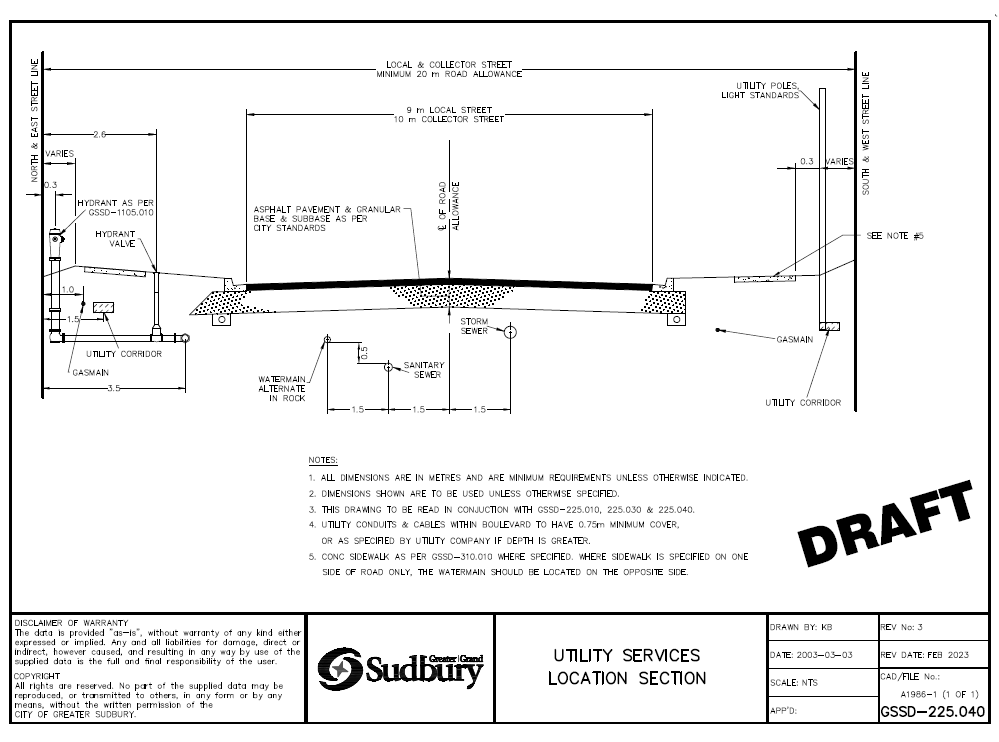 LOCAL & COLLECTOR STREET
MINIMUM 20 m ROAD ALLOWANCE
NORTH & EAST STREET LINE
SOUTH & WEST STREET LINE
UTILITY POLES,
LIGHT STANDARDS
9 m LOCAL STREET
10 m COLLECTOR STREET
2.6
VARIES
0.3
0.3
VARIES
HYDRANT AS PER
GSSD-1105.010
HYDRANT
VALVE
ASPHALT PAVEMENT & GRANULAR
BASE & SUBBASE AS PER
CITY STANDARDS
℄ OF ROAD
ALLOWANCE
SEE NOTE #5
1.0
1.5
UTILITY CORRIDOR
GASMAIN
3.5
STORM
SEWER
0.5
SANITARY
SEWER
WATERMAIN
ALTERNATE
IN ROCK
1.5
1.5
1.5
GASMAIN
UTILITY CORRIDOR
NOTES:
1. ALL DIMENSIONS ARE IN METRES AND ARE MINIMUM REQUIREMENTS UNLESS OTHERWISE INDICATED.
2. DIMENSIONS SHOWN ARE TO BE USED UNLESS OTHERWISE SPECIFIED.
3. THIS DRAWING TO BE READ IN CONJUCTION WITH GSSD-225.010, 225.030 & 225.040.
4. UTILITY CONDUITS & CABLES WITHIN BOULEVARD TO HAVE 0.75m MINIMUM COVER,
OR AS SPECIFIED BY UTILITY COMPANY IF DEPTH IS GREATER.
5. CONC SIDEWALK AS PER GSSD-310.010 WHERE SPECIFIED. WHERE SIDEWALK IS SPECIFIED ON ONE
SIDE OF ROAD ONLY, THE WATERMAIN SHOULD BE LOCATED ON THE OPPOSITE SIDE.
DRAFT
DISCLAIMER OF WARRANTY
The data is provided "as-is", without warranty of any kind either
expressed or implied. Any and all liabilities for damage, direct or
indirect, however caused, and resulting in any way by use of the
supplied data is the full and final responsibility of the user.
COPYRIGHT
All rights are reserved. No part of the supplied data may be
reproduced, or transmitted to others, in any form or by any
means, without the written permission of the
CITY OF GREATER SUDBURY.
Greater | Grand
Sudbury
UTILITY SERVICES
LOCATION SECTION
DRAWN BY: KB
REV No: 3
DATE: 2003-03-03
REV DATE: FEB 2023
SCALE: NTS
CAD/FILE No.:
A1986-1 (1 OF 1)
APP'D:
GSSD-225.040